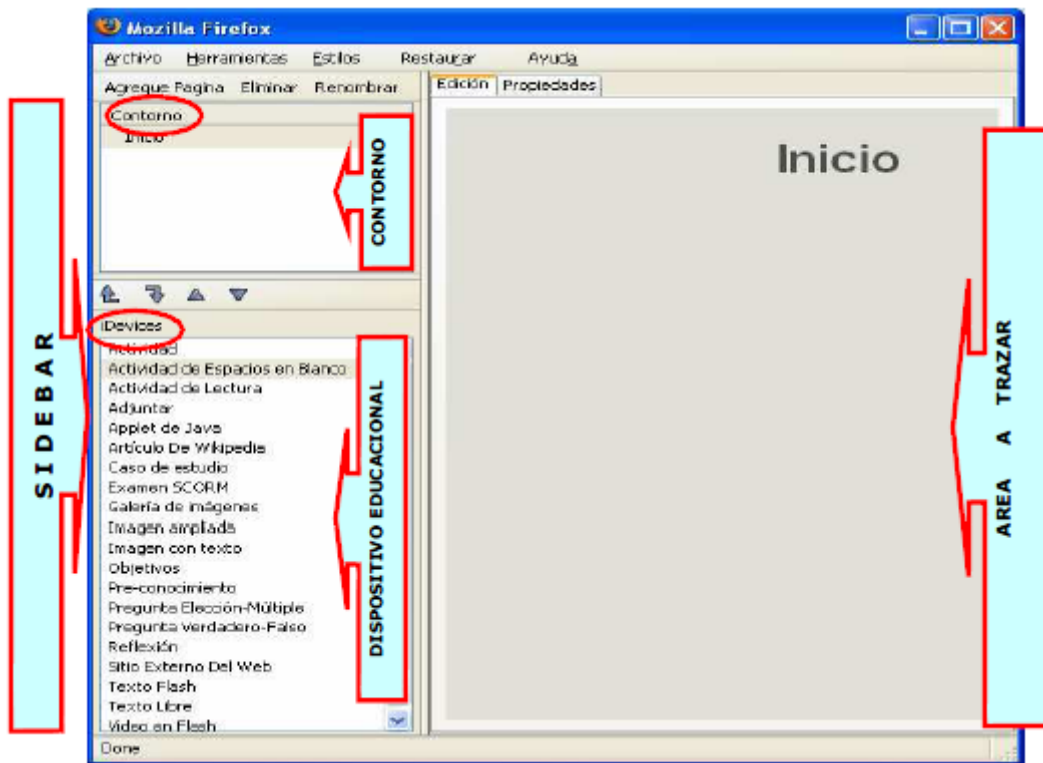 Mozilla Firefox
Archivo Herramientas Estilos Restaurar Ayuda
Agregue Pagina Eliminar Renombrar
Edición Propiedades
Contorno
Inicio
Inicio
CONTORNO
SIDEBAR
iDevices
Actividad
Actividad de Espacios en Blanco
Actividad de Lectura
Adjuntar
Applet de Java
Artículo De Wikipedia
Caso de estudio
Examen SCORM
Galería de imágenes
Imagen ampliada
Imagen con texto
Objetivos
Pre-conocimiento
Pregunta Elección-Múltiple
Pregunta Verdadero-Falso
Reflexión
Sitio Externo Del Web
Texto Flash
Texto Libre
Video en Flash
DISPOSITIVO EDUCACIONAL
AREA A TRAZAR
Done